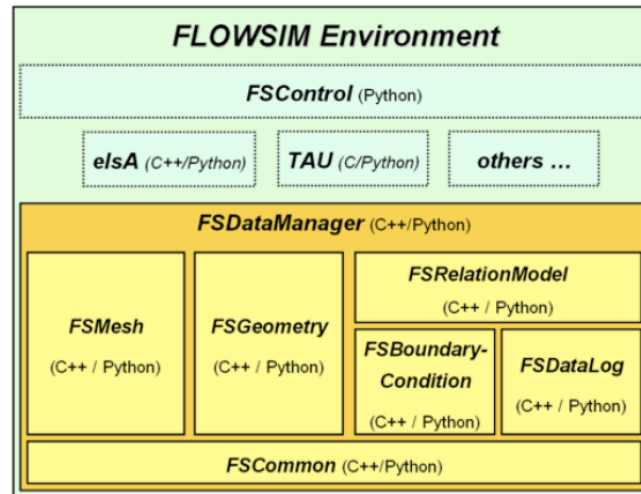 FLOWSIM Environment
FSControl (Python)
elsA (C++/Python)
TAU (C/Python)
others ...
FSDataManager (C++/Python)
FSMesh
(C++ / Python)
FSGeometry
(C++ / Python)
FSRelationModel
(C++ / Python)
FSBoundary-
Condition
(C++ / Python)
FSDataLog
(C++ / Python)
FSCommon (C++/Python)